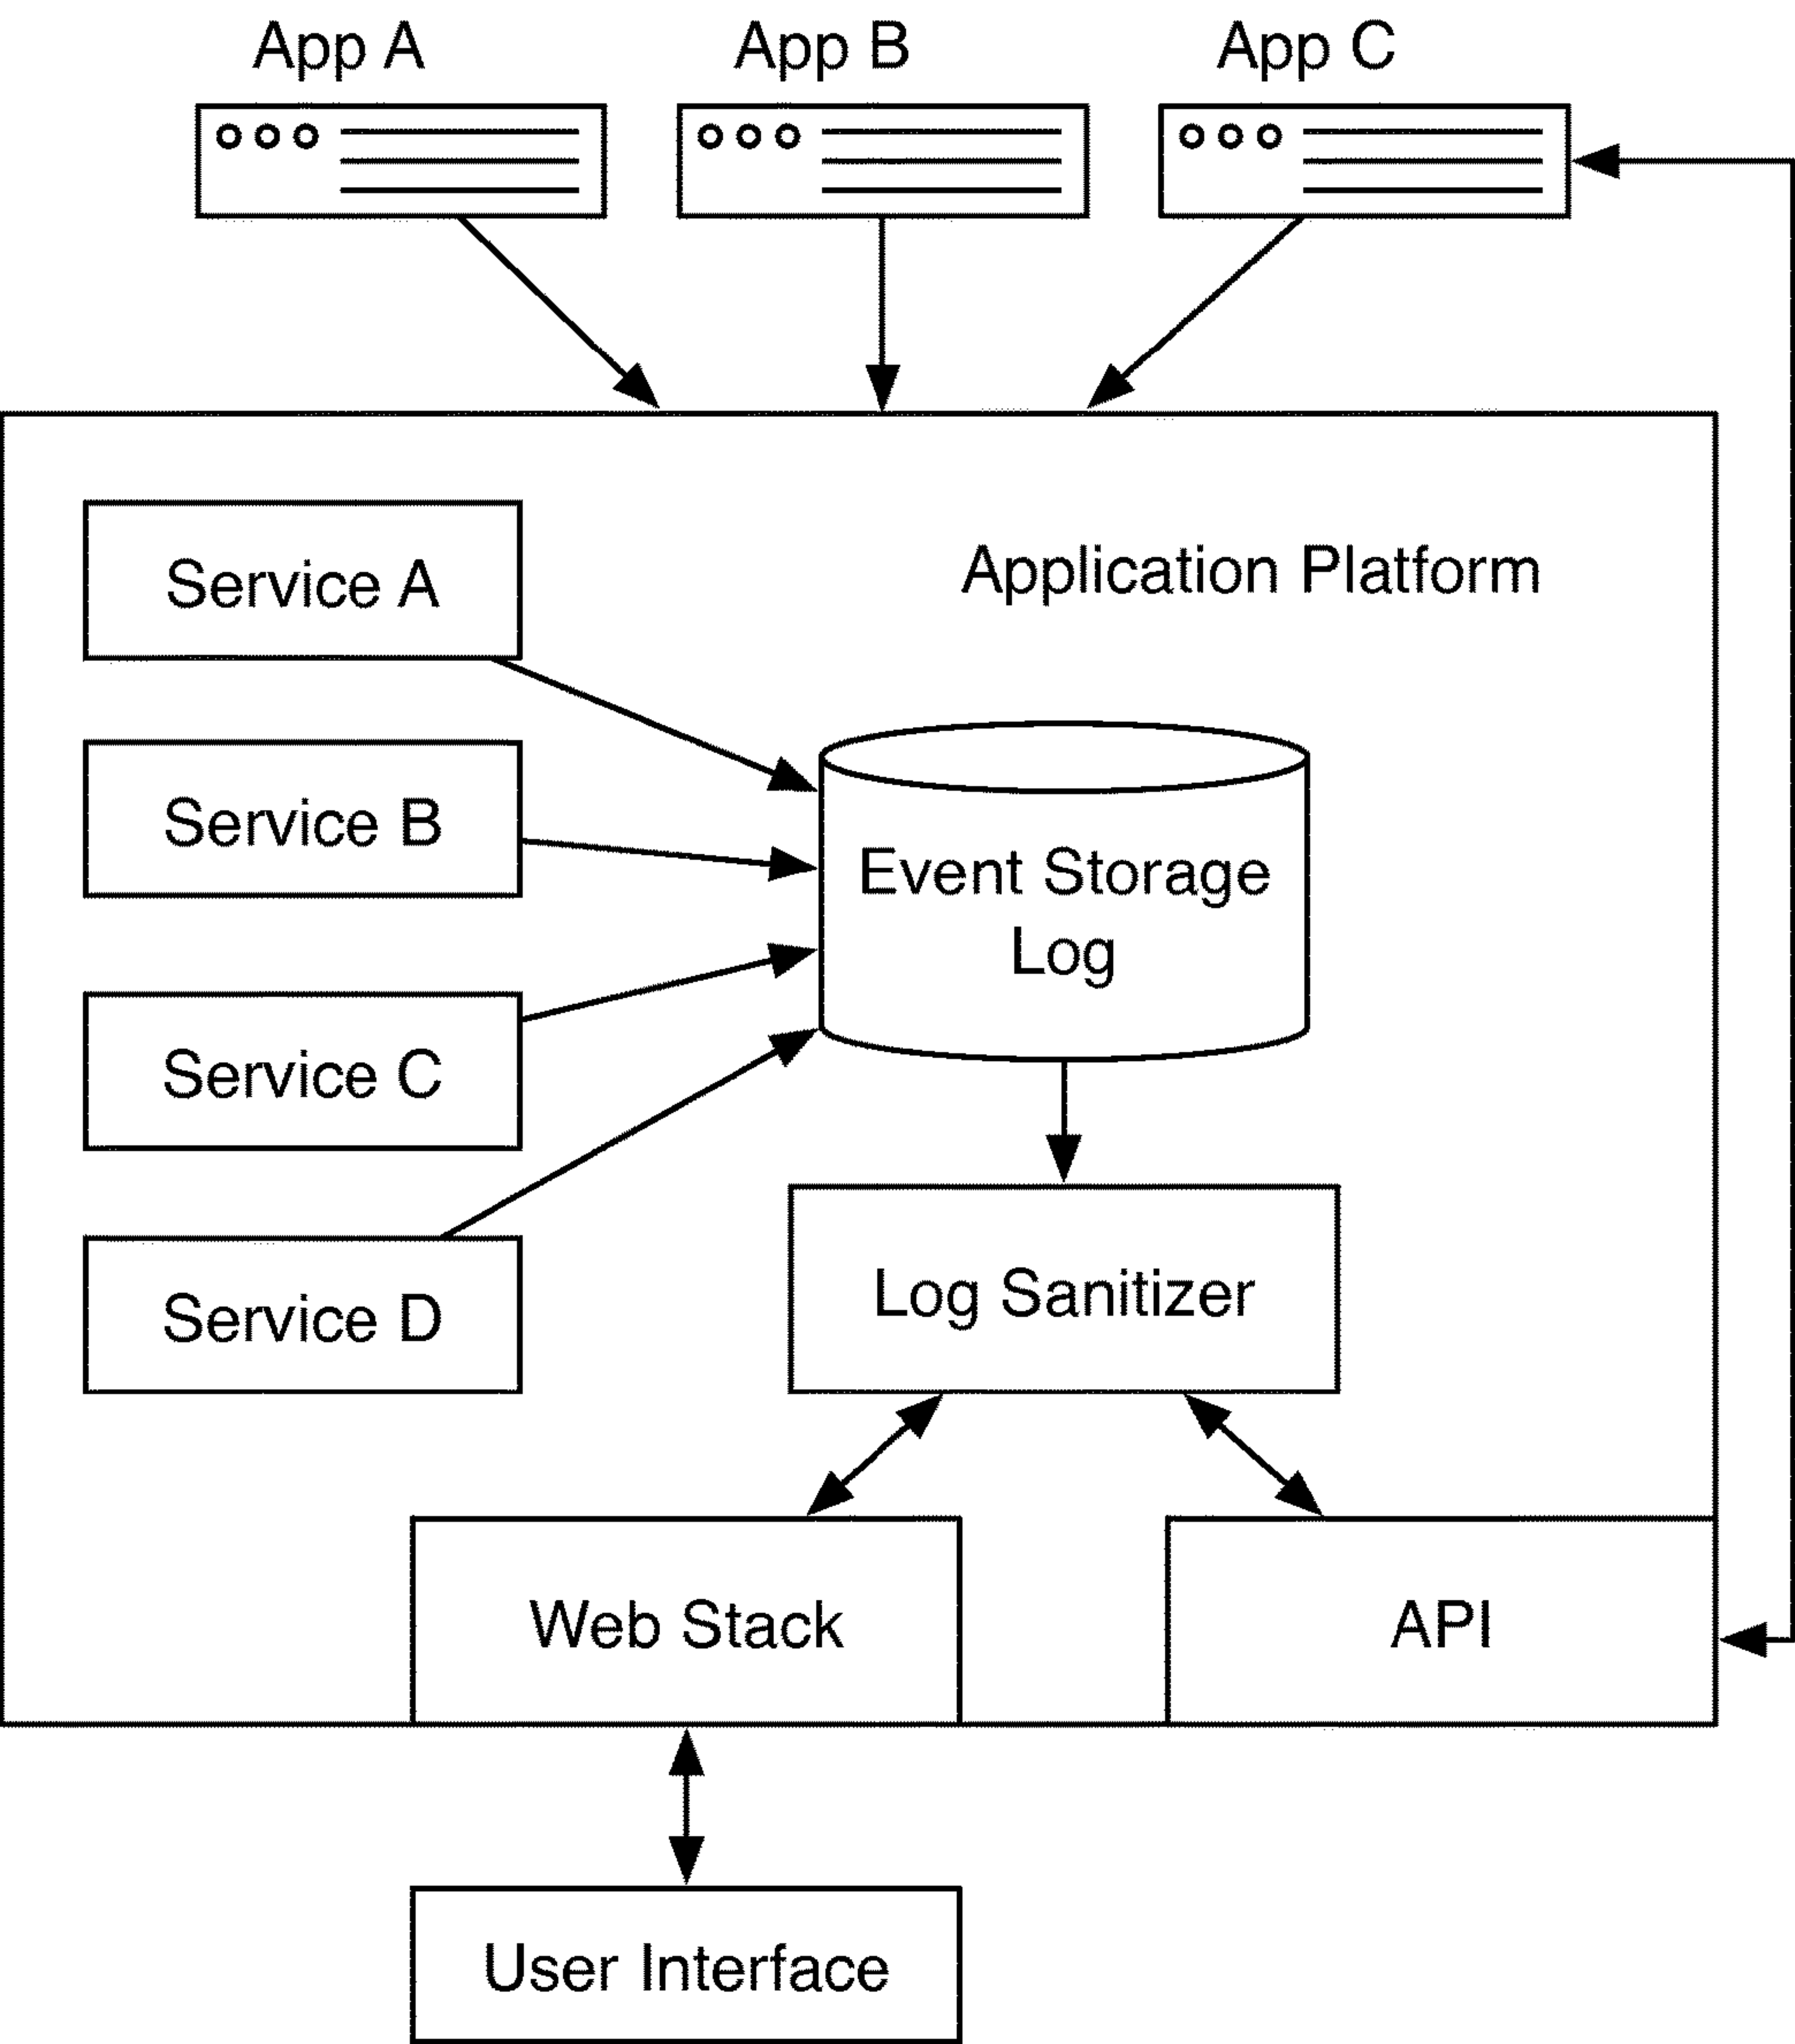 App A
App B
App C
Application Platform
Service A
Service B
Service C
Service D
Event Storage
Log
Log Sanitizer
Web Stack
API
User Interface